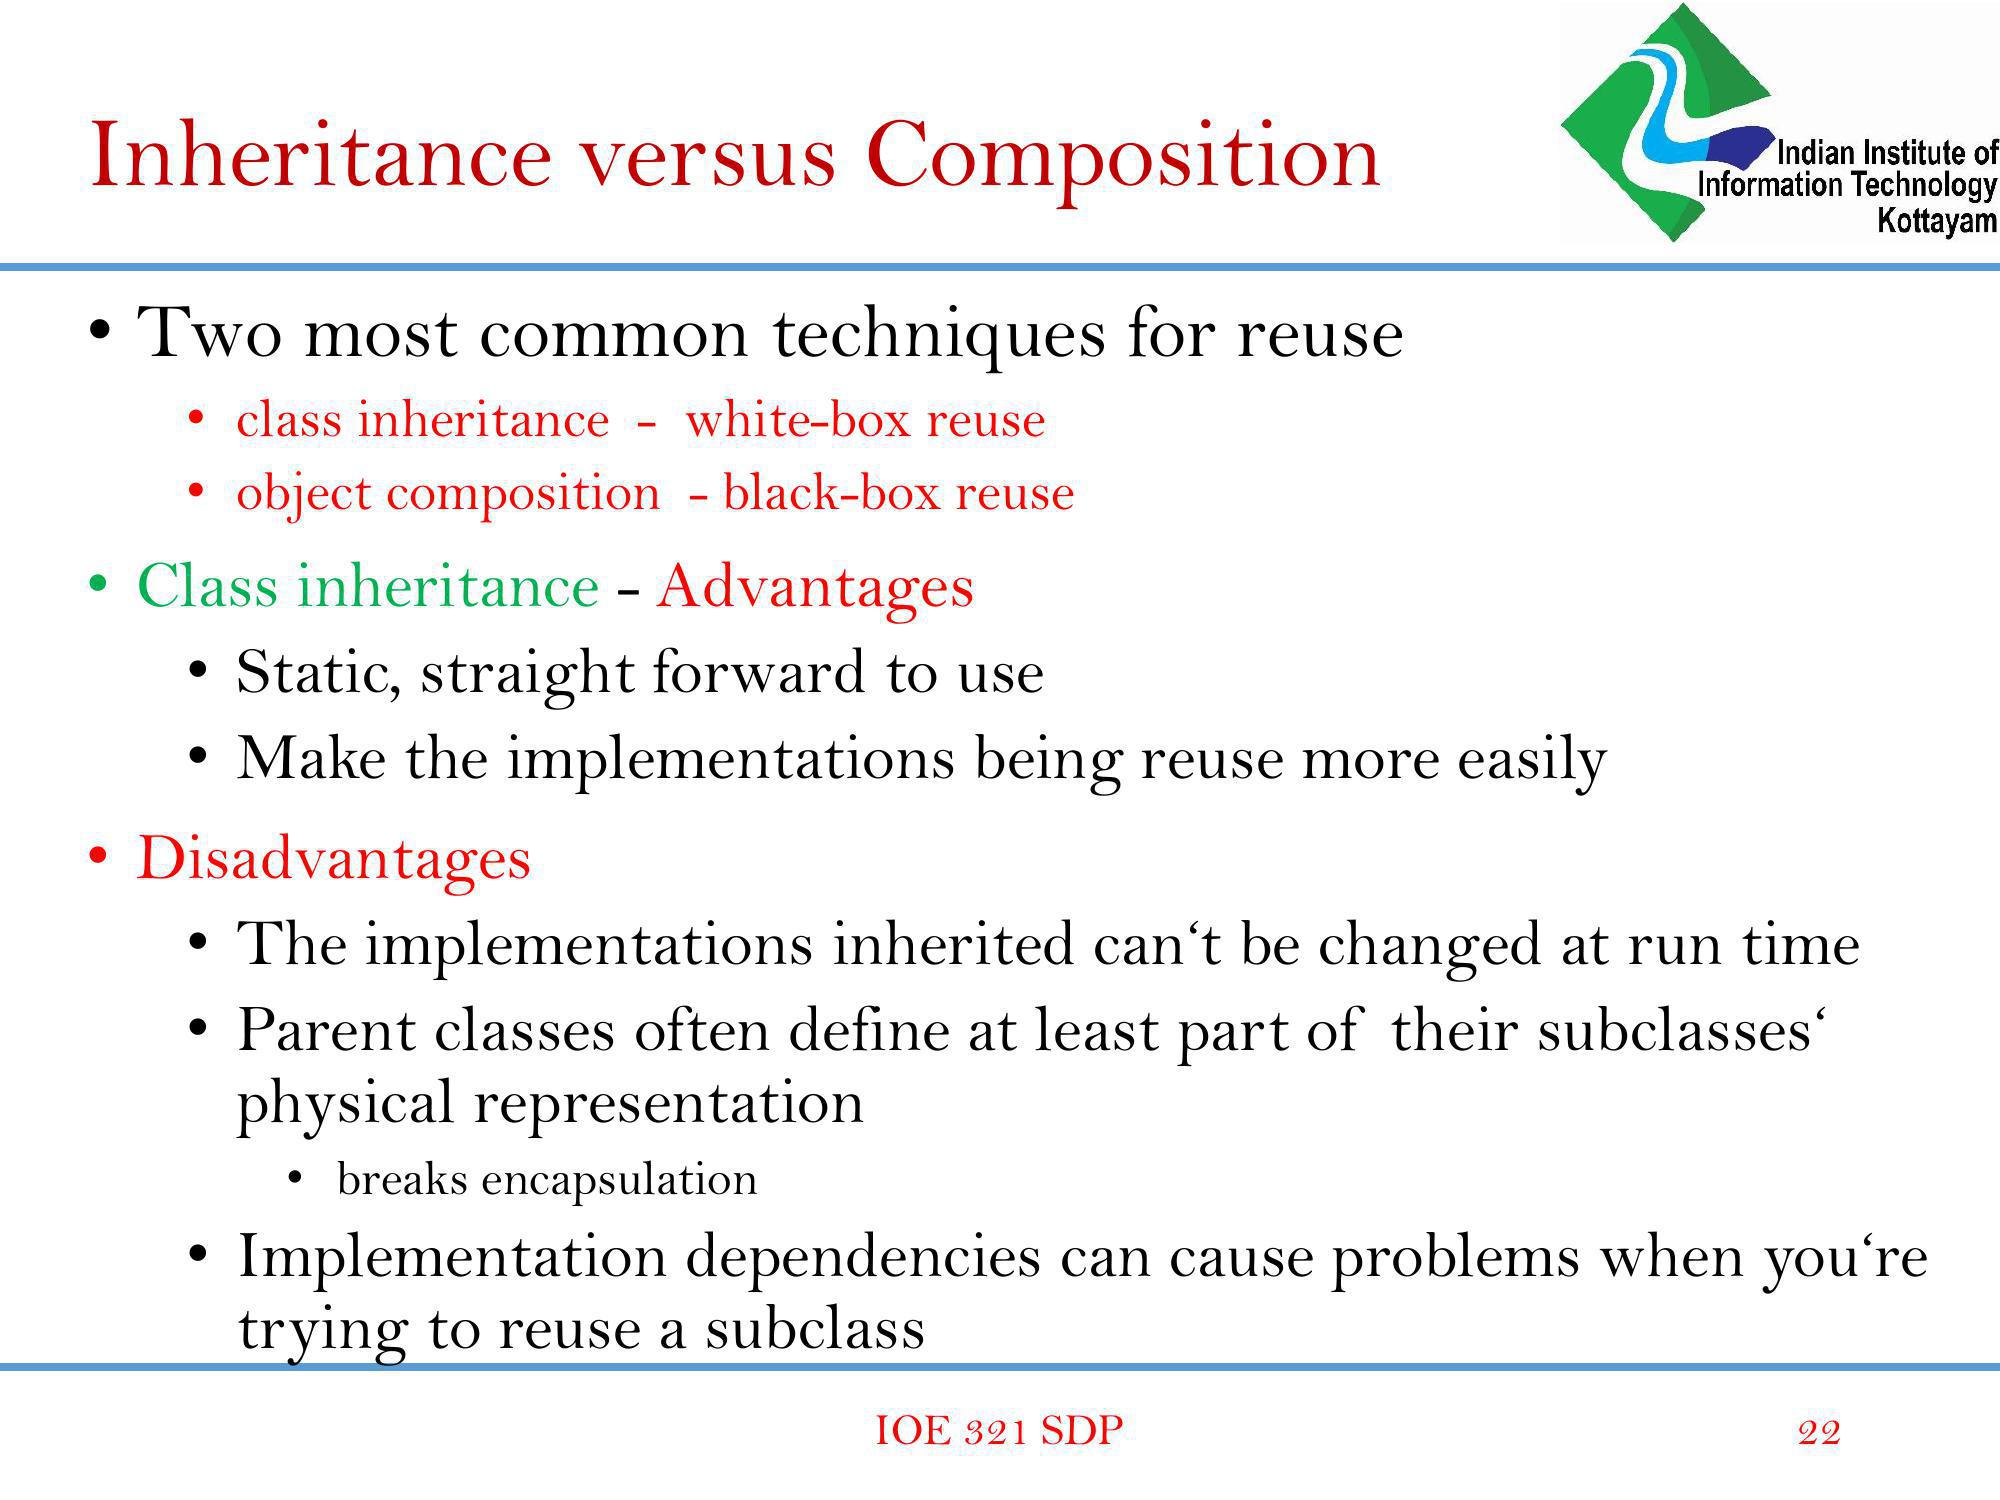 Inheritance versus Composition
Indian Institute of
Information Technology
Kottayam
• Two most common techniques for reuse
• class inheritance - white-box reuse
• object composition - black-box reuse
• Class inheritance - Advantages
• Static, straight forward to use
• Make the implementations being reuse more easily
• Disadvantages
• The implementations inherited can‘t be changed at run time
• Parent classes often define at least part of their subclasses‘
physical representation
• breaks encapsulation
• Implementation dependencies can cause problems when you‘re
trying to reuse a subclass
IOE 321 SDP
22